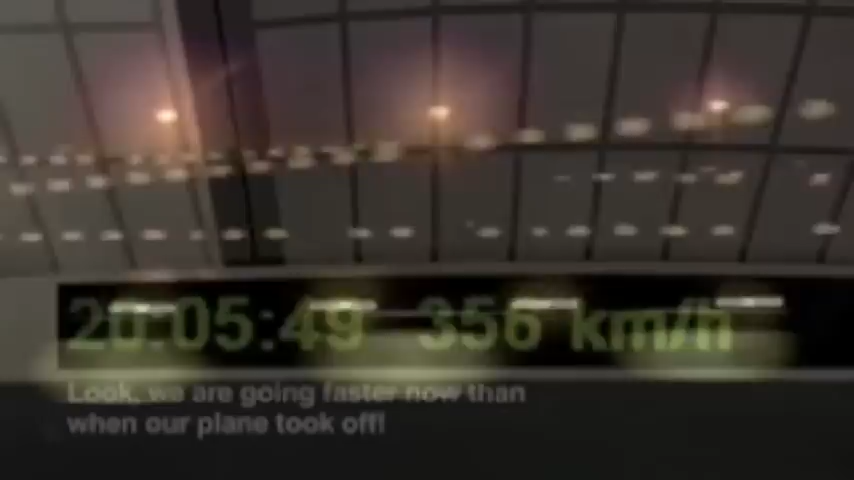 20:05:49 356 km/h
Look, we are going faster now than
when our plane took off!